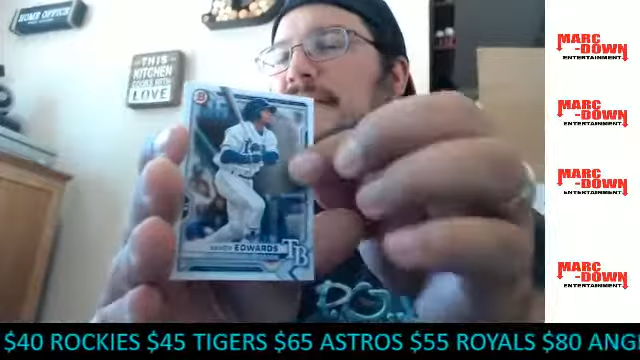 HOME OFFICE
THIS
KITCHEN
LOVE
B
EDWARDS
TB
MARC
-DOWN
ENTERTAINMENT
MARC
-DOWN
ENTERTAINMENT
MARC
-DOWN
ENTERTAINMENT
MARC
-DOWN
ENTERTAINMENT
$40 ROCKIES $45 TIGERS $65 ASTROS $55 ROYALS $80 ANG